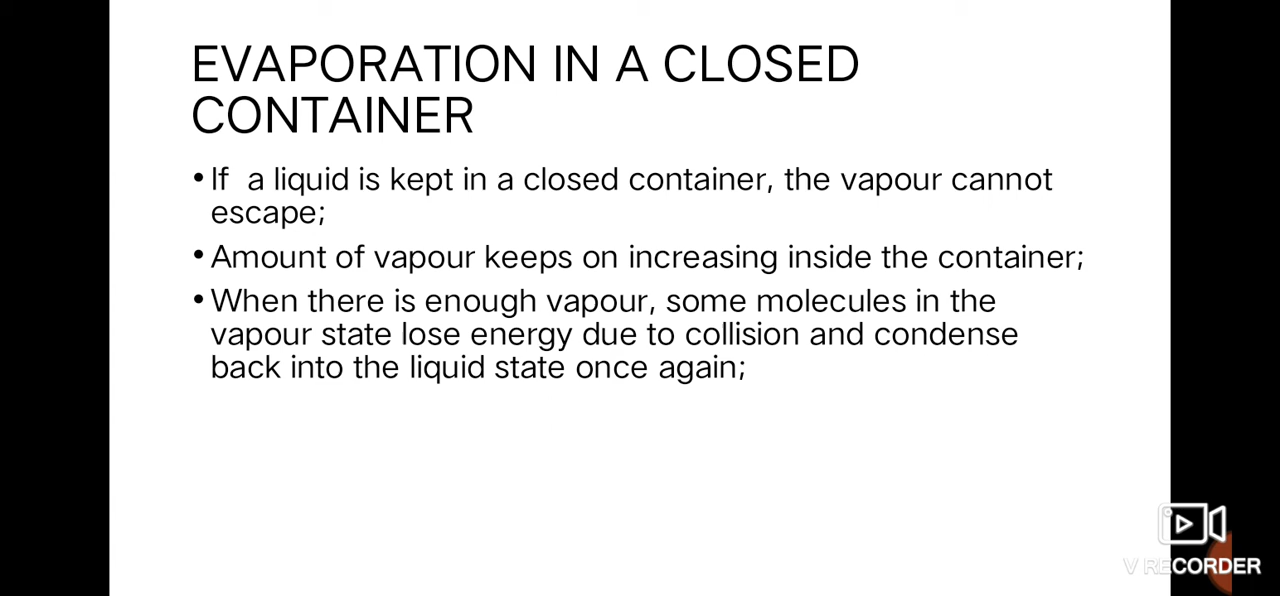 EVAPORATION IN A CLOSED
CONTAINER
• If  a liquid is kept in a closed container, the vapour cannot
escape;
• Amount of vapour keeps on increasing inside the container;
• When there is enough vapour, some molecules in the
vapour state lose energy due to collision and condense
back into the liquid state once again;
V RECORDER